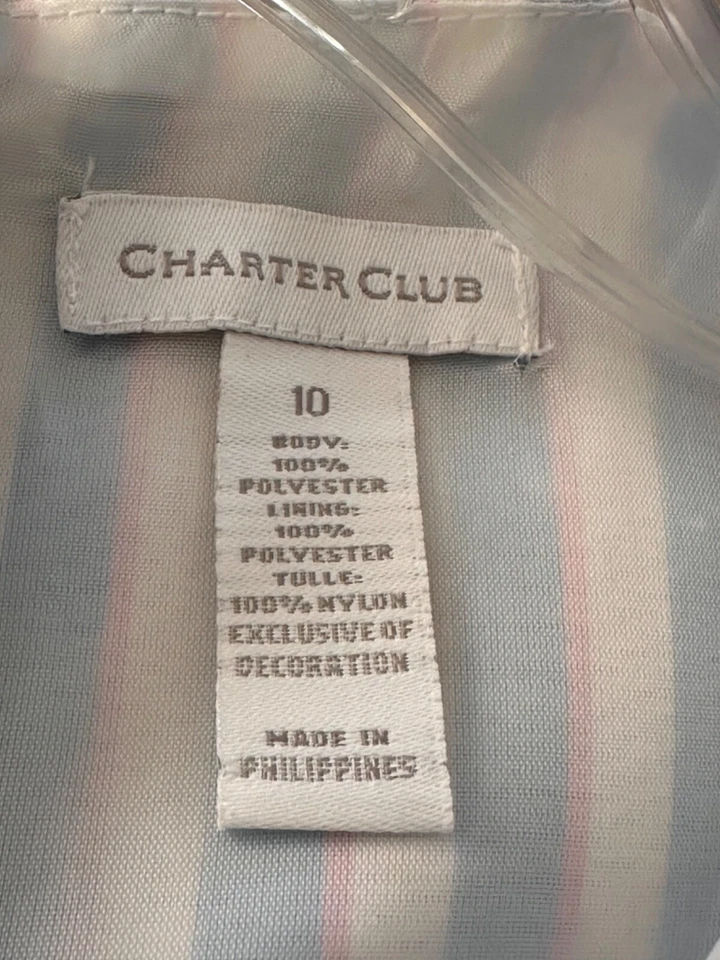 CHARTER CLUB
10
BODY:
100%
POLYESTER
LINING:
100%
POLYESTER
TULLE:
100% NYLON
EXCLUSIVE OF
DECORATION
MADE IN
PHILIPPINES